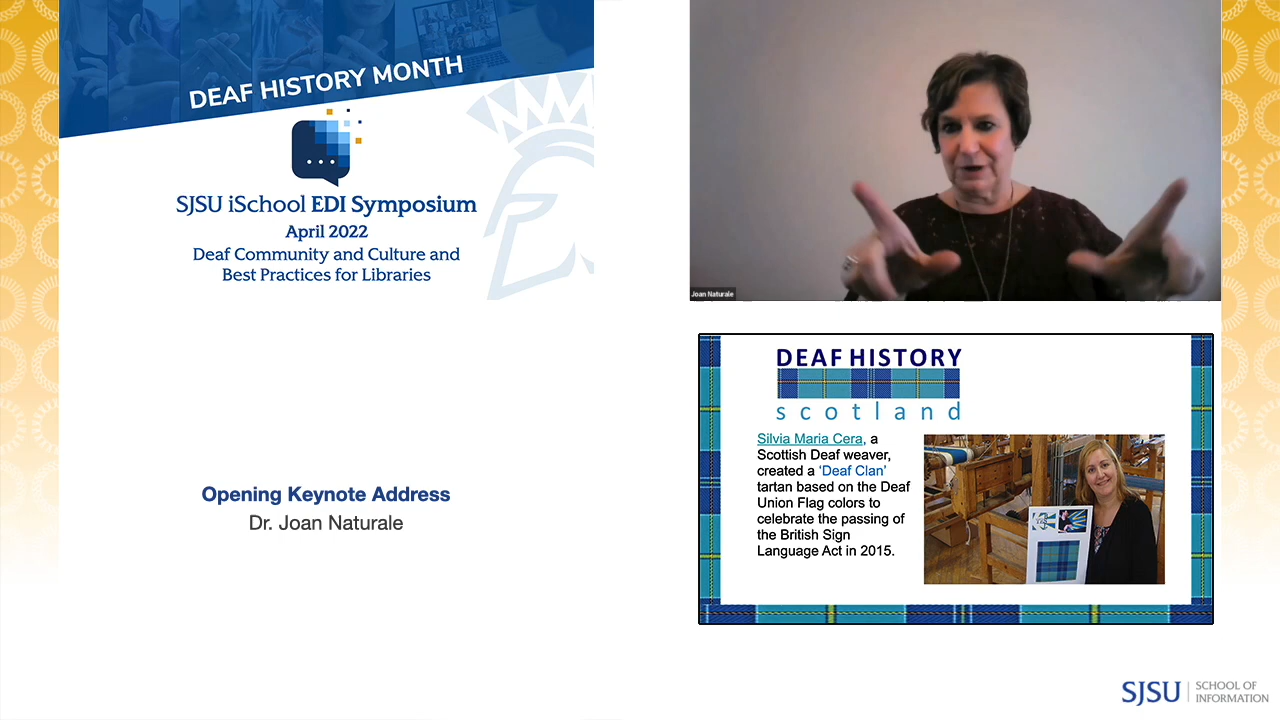 DEAF HISTORY MONTH
SJSU iSchool EDI Symposium
April 2022
Deaf Community and Culture and
Best Practices for Libraries
Opening Keynote Address
Dr. Joan Naturale
Joan Naturale
DEAF HISTORY
scotland
Silvia Maria Cera, a
Scottish Deaf weaver,
created a ‘Deaf Clan’
tartan based on the Deaf
Union Flag colors to
celebrate the passing of
the British Sign
Language Act in 2015.
SJSU
SCHOOL OF
INFORMATION